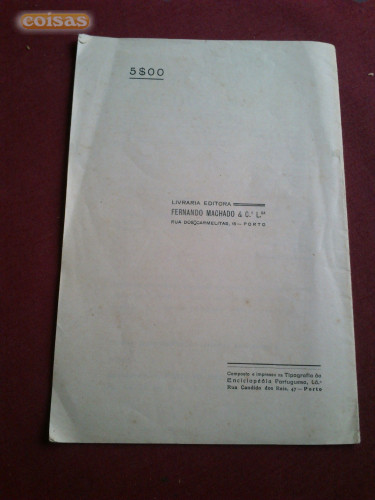 coisas
5$00
LIVRARIA EDITORA
FERNANDO MACHADO & C.ª L.da
RUA DOS CARMELITAS, 15 — PORTO
Composto e impresso na Tipografia da
Enciclopédia Portuguesa, Ld.ª
Rua Candido dos Reis, 47 — Porto